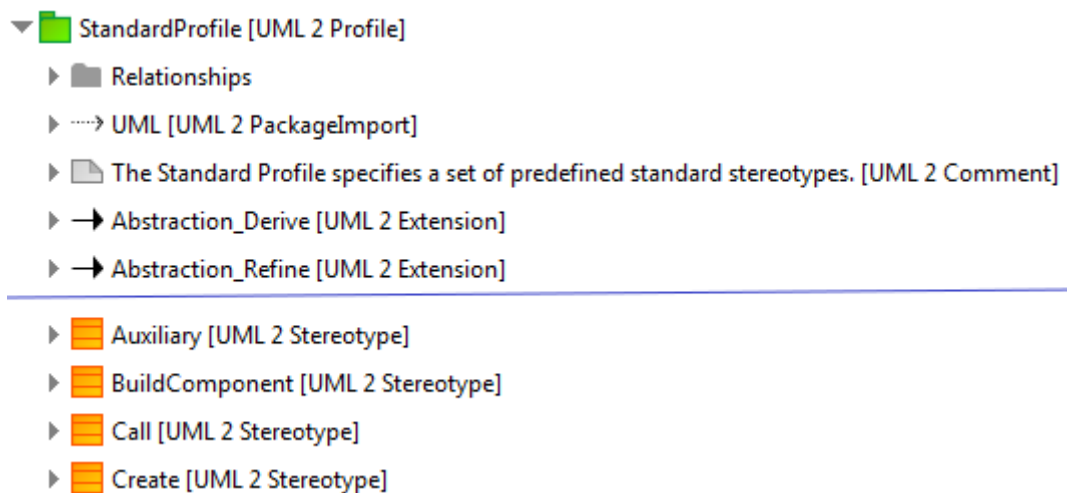 StandardProfile [UML 2 Profile]
Relationships
UML [UML 2 PackageImport]
The Standard Profile specifies a set of predefined standard stereotypes. [UML 2 Comment]
Abstraction_Derive [UML 2 Extension]
Abstraction_Refine [UML 2 Extension]
Auxiliary [UML 2 Stereotype]
BuildComponent [UML 2 Stereotype]
Call [UML 2 Stereotype]
Create [UML 2 Stereotype]